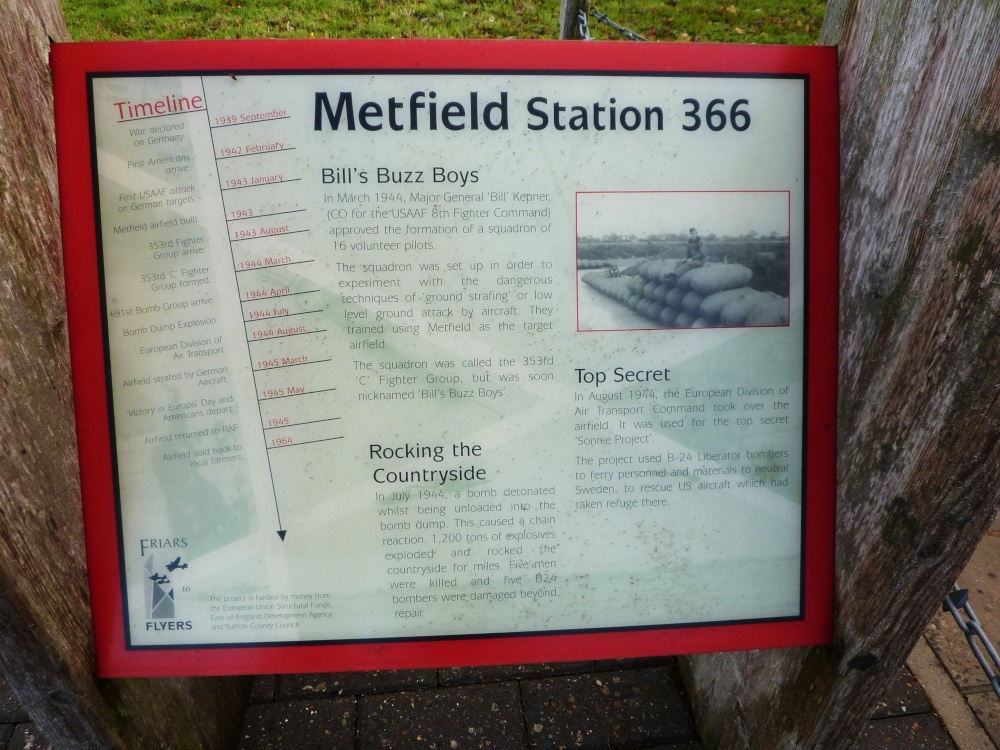 Metfield Station 366
Timeline
War declared
on Germany.
1939 September
First Americans
arrive.
1942 February
First USAAF attack
on German targets.
1943 January
Metfield airfield built.
1943
353rd Fighter
Group arrive.
1943 August
353rd 'C' Fighter
Group formed.
1944 March
491st Bomb Group arrive.
1944 April
Bomb Dump Explosion.
1944 July
European Division of
Air Transport.
1944 August
Airfield strafed by German
Aircraft.
1945 March
'Victory in Europe' Day and
Americans depart.
1945 May
Airfield returned to RAF.
1945
Airfield sold back to
local farmers.
1964
Bill's Buzz Boys
In March 1944, Major General 'Bill' Kepner,
(CO for the USAAF 8th Fighter Command)
approved the formation of a squadron of
16 volunteer pilots.
The squadron was set up in order to
experiment with the dangerous
techniques of 'ground strafing' or low
level ground attack by aircraft. They
trained using Metfield as the target
airfield.
The squadron was called the 353rd
'C' Fighter Group, but was soon
nicknamed 'Bill's Buzz Boys'.
Rocking the
Countryside
In July 1944, a bomb detonated
whilst being unloaded into the
bomb dump. This caused a chain
reaction. 1,200 tons of explosives
exploded and rocked the
countryside for miles. Five men
were killed and five B24
bombers were damaged beyond
repair.
Top Secret
In August 1944, the European Division of
Air Transport Command took over the
airfield. It was used for the top secret
'Sonnie Project'.
The project used B-24 Liberator bombers
to ferry personnel and materials to neutral
Sweden, to rescue US aircraft which had
taken refuge there.
FRIARS
to
FLYERS
The project is funded by money from
the European Union Structural Funds,
East of England Development Agency
and Suffolk County Council.